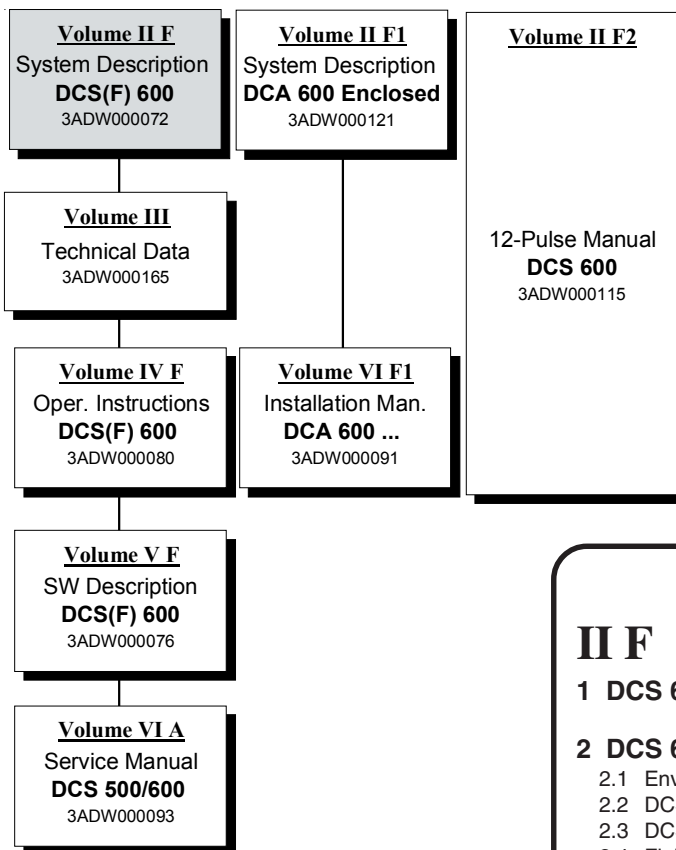 Volume II F
System Description
DCS(F) 600
3ADW000072
Volume II F1
System Description
DCA 600 Enclosed
3ADW000121
Volume II F2
12-Pulse Manual
DCS 600
3ADW000115
Volume III
Technical Data
3ADW000165
Volume IV F
Oper. Instructions
DCS(F) 600
3ADW000080
Volume VI F1
Installation Man.
DCA 600 ...
3ADW000091
Volume V F
SW Description
DCS(F) 600
3ADW000076
Volume VI A
Service Manual
DCS 500/600
3ADW000093
II F
1 DCS
2 DCS
2.1
2.2
2.3